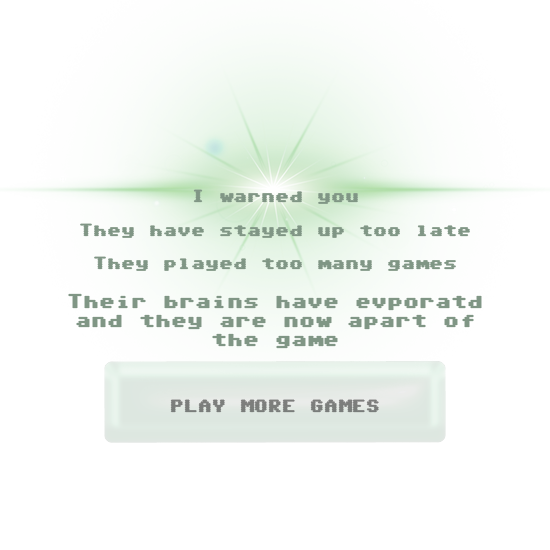 I warned you
They have stayed up too late
They played too many games
Their brains have evporatd
and they are now apart of
the game
PLAY MORE GAMES